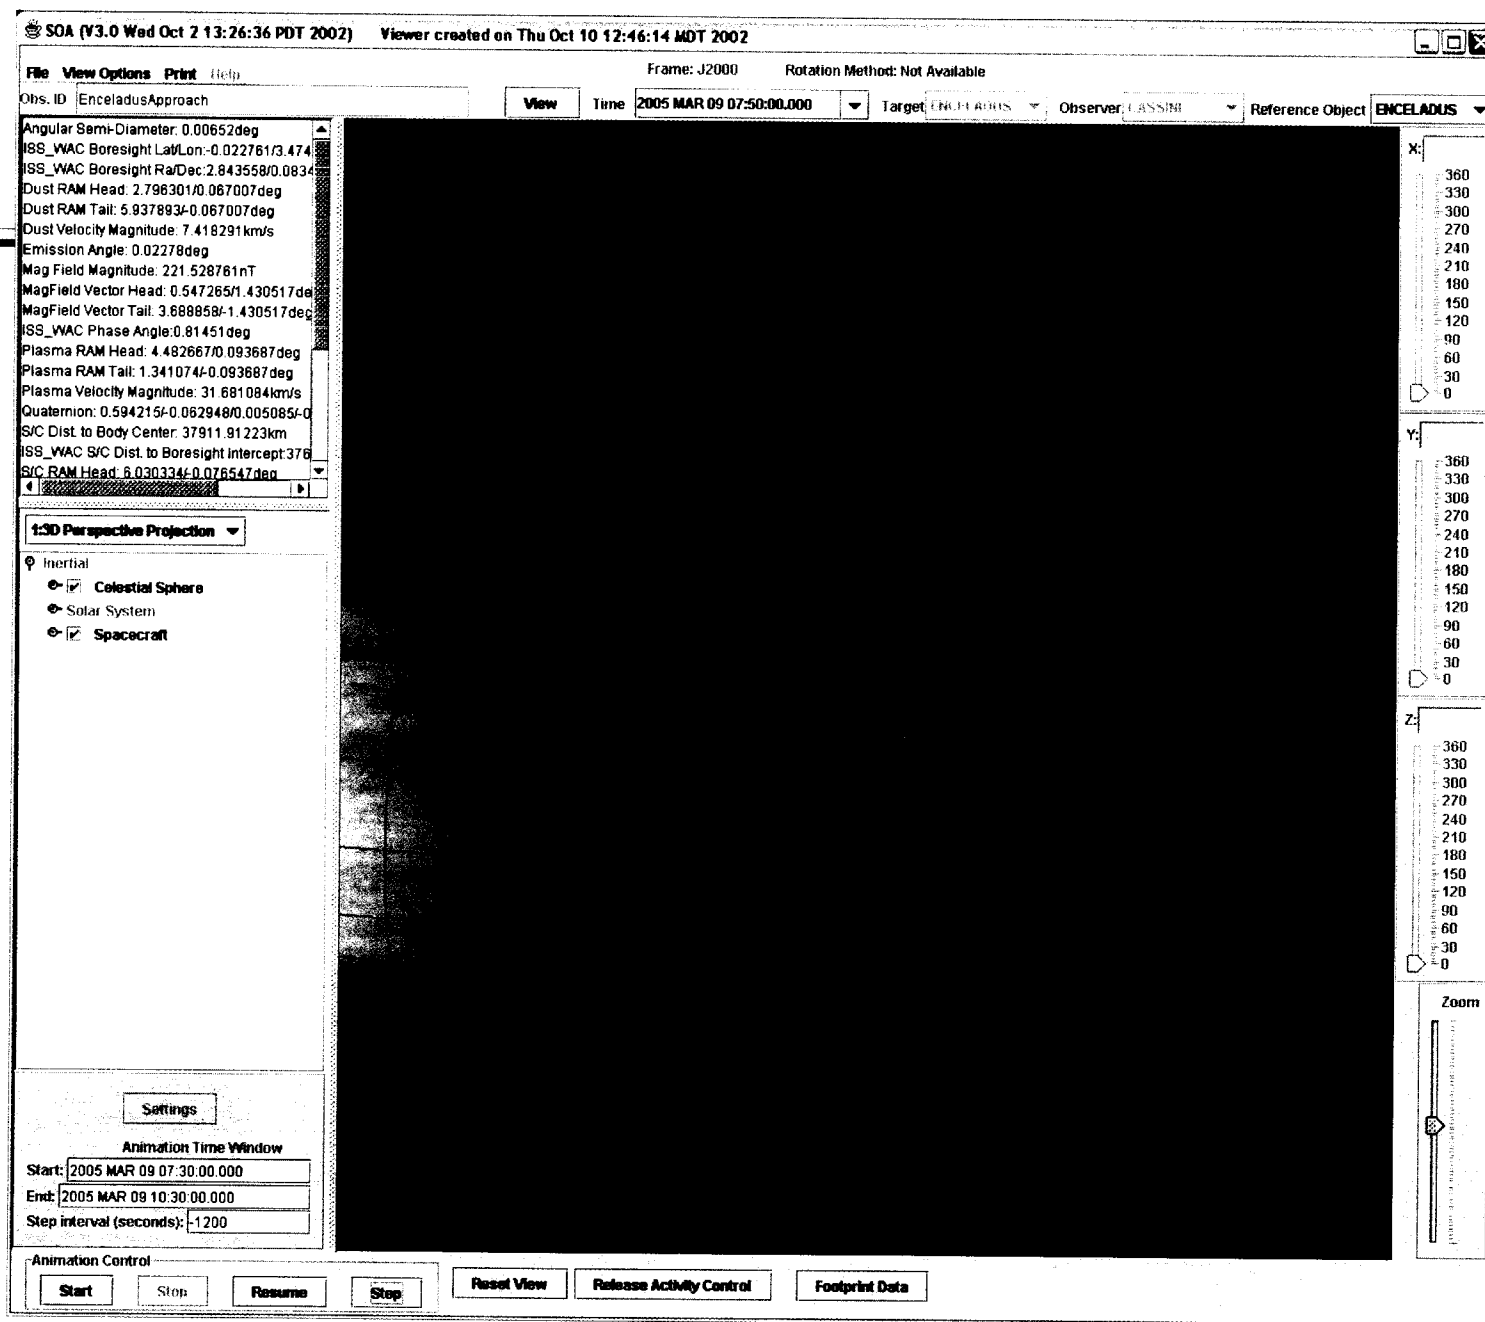 SOA (V3.0 Wed Oct 2 13:26:36 PDT 2002) Viewer created on Thu Oct 10 12:46:14 MDT 2002
File View Options Print Help
Frame: J2000 Rotation Method: Not Available
Obs. ID EnceladusApproach View Time 2005 MAR 09 07:50:00.000 Target ENCELADUS Observer CASSINI Reference Object ENCELADUS
Angular Semi-Diameter: 0.00652deg
ISS_WAC Boresight Lat/Lon:-0.022761/3.474
ISS_WAC Boresight Ra/Dec:2.843558/0.0834
Dust RAM Head: 2.796301/0.067007deg
Dust RAM Tail: 5.937893/-0.067007deg
Dust Velocity Magnitude: 7.418291km/s
Emission Angle: 0.02278deg
Mag Field Magnitude: 221.528761nT
MagField Vector Head: 0.547265/1.430517de
MagField Vector Tail: 3.688858/-1.430517deg
ISS_WAC Phase Angle:0.81451deg
Plasma RAM Head: 4.482667/0.093687deg
Plasma RAM Tail: 1.341074/-0.093687deg
Plasma Velocity Magnitude: 31.681084km/s
Quaternion: 0.594215/-0.062948/0.005085/-0
S/C Dist. to Body Center: 37911.91223km
ISS_WAC S/C Dist. to Boresight Intercept:376
S/C RAM Head: 6.030334/-0.076547deg
1:3D Perspective Projection
Inertial
Celestial Sphere
Solar System
Spacecraft
Settings
Animation Time Window
Start: 2005 MAR 09 07:30:00.000
End: 2005 MAR 09 10:30:00.000
Step interval (seconds): -1200
Animation Control
Start Stop Resume Step Reset View Release Activity Control Footprint Data
X:
360
330
300
270
240
210
180
150
120
90
60
30
0
Y:
360
330
300
270
240
210
180
150
120
90
60
30
0
Z:
360
330
300
270
240
210
180
150
120
90
60
30
0
Zoom